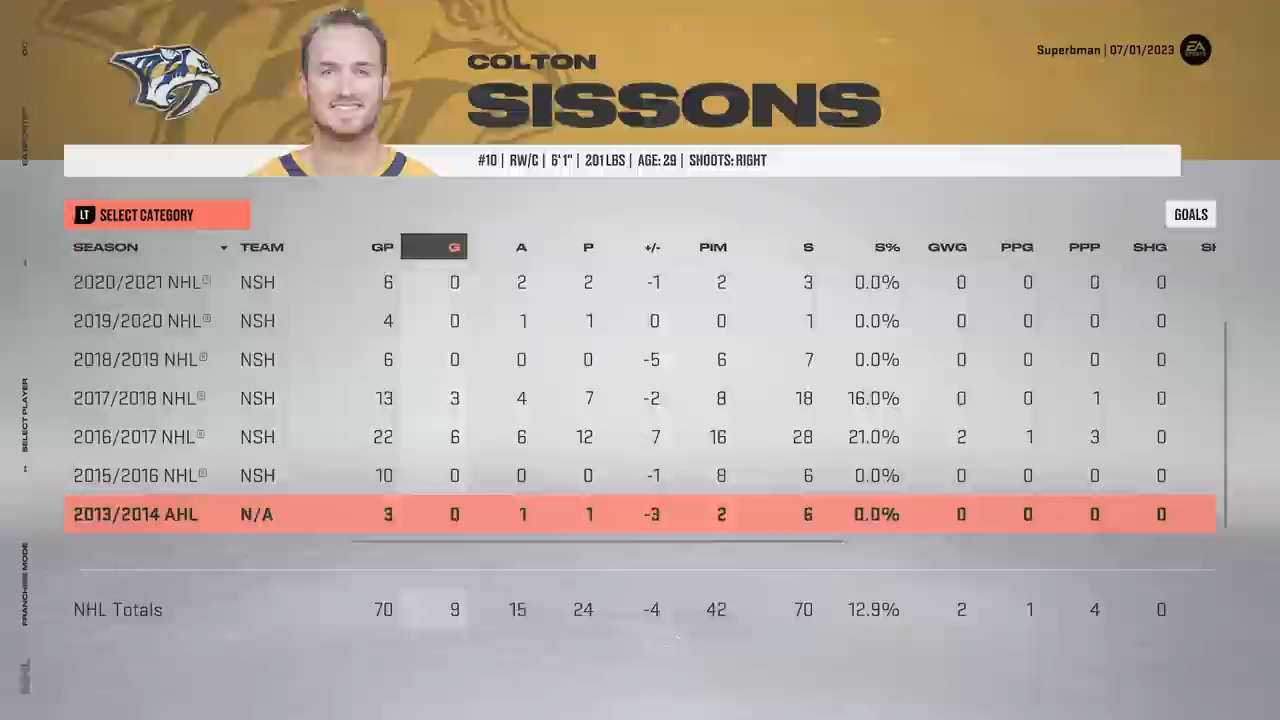 COLTON
SISSONS
Superbman | 07/01/2023
EA SPORTS
#10 | RW/C | 6'1" | 201 LBS | AGE: 29 | SHOOTS: RIGHT
LT SELECT CATEGORY
GOALS
SEASON TEAM GP G A P +/- PIM S S% GWG PPG PPP SHG
2020/2021 NHL NSH 6 0 2 2 -1 2 3 0.0% 0 0 0 0
2019/2020 NHL NSH 4 0 1 1 0 0 1 0.0% 0 0 0 0
2018/2019 NHL NSH 6 0 0 0 -5 6 7 0.0% 0 0 0 0
2017/2018 NHL NSH 13 3 4 7 -2 8 18 16.0% 0 0 1 0
2016/2017 NHL NSH 22 6 6 12 7 16 28 21.0% 2 1 3 0
2015/2016 NHL NSH 10 0 0 0 -1 8 6 0.0% 0 0 0 0
2013/2014 AHL N/A 3 0 1 1 -3 2 6 0.0% 0 0 0 0
NHL Totals 70 9 15 24 -4 42 70 12.9% 2 1 4 0
SELECT PLAYER
FRANCHISE MODE
NHL